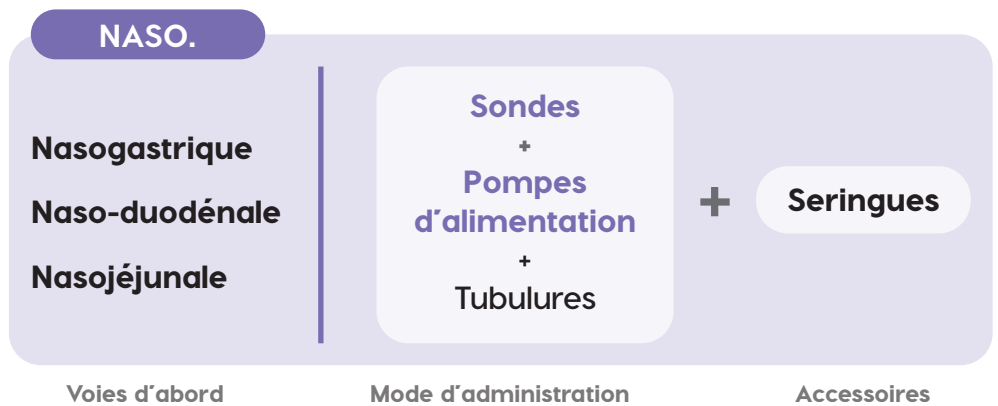 NASO.
Nasogastrique
Naso-duodénale
Nasojéjunale
Sondes
+
Pompes
d'alimentation
+
Tubulures
+
Seringues
Voies d'abord
Mode d'administration
Accessoires